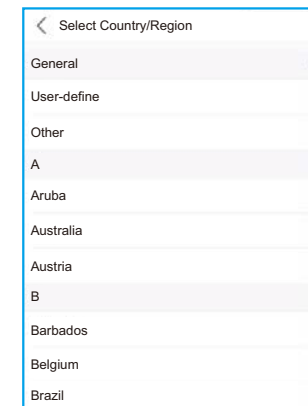 Select Country/Region
General
User-define
Other
A
Aruba
Australia
Austria
B
Barbados
Belgium
Brazil